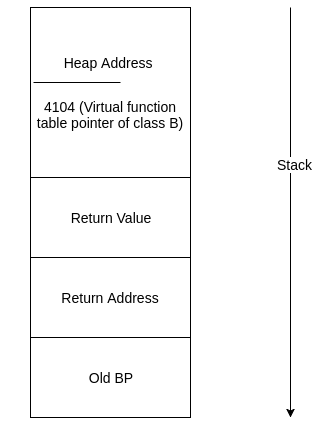 Heap Address
4104 (Virtual function
table pointer of class B)
Stack
Return Value
Return Address
Old BP